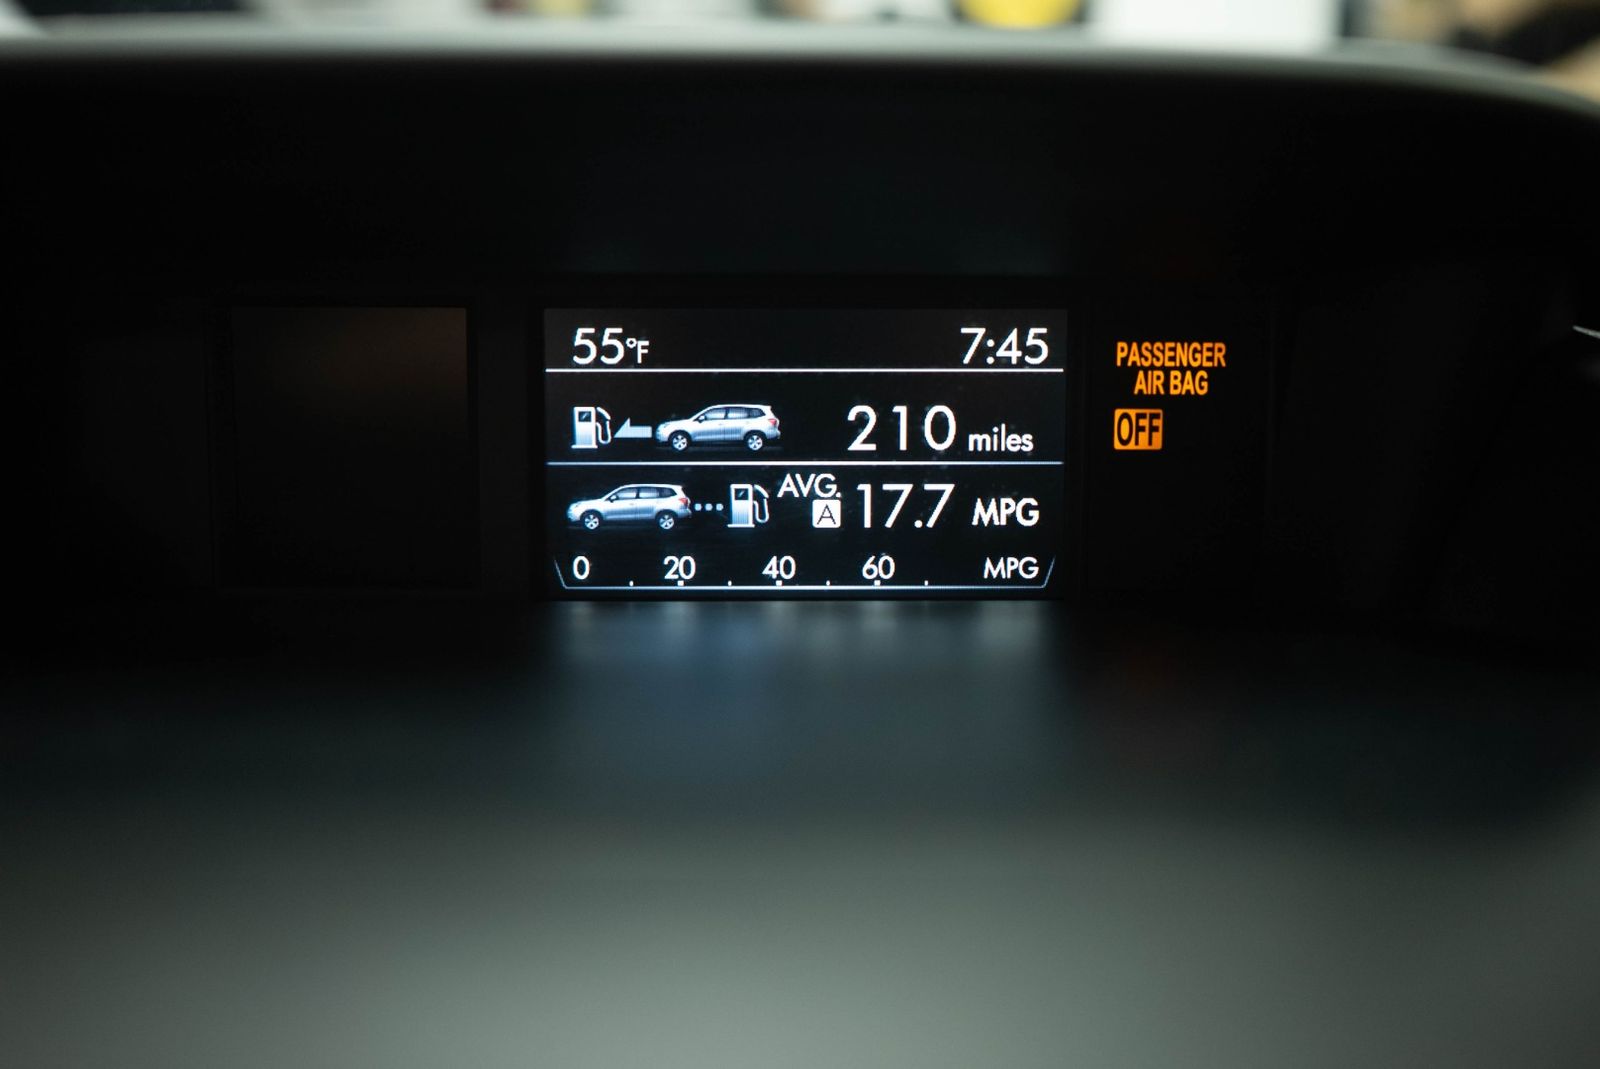 55°F 7:45
210 miles
AVG. A 17.7 MPG
0 20 40 60 MPG
PASSENGER
AIR BAG
OFF